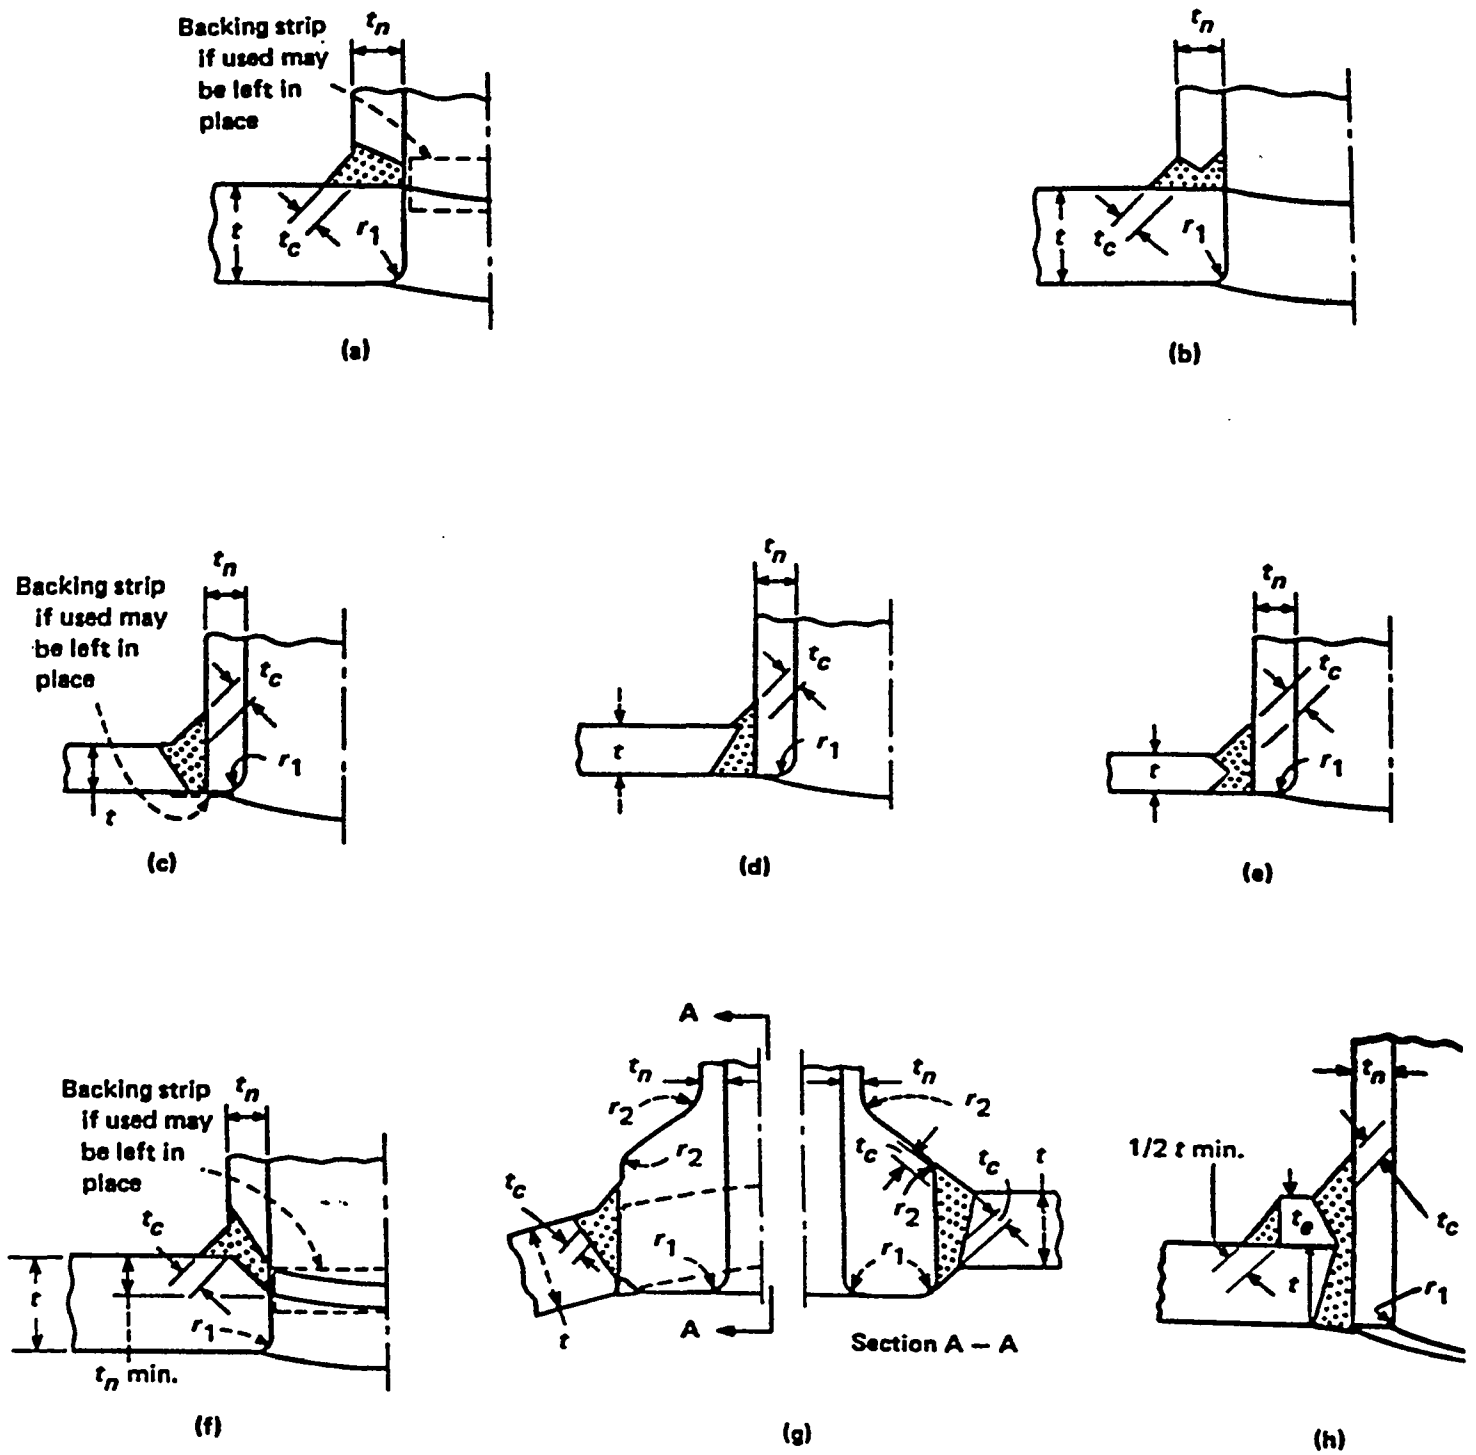 Backing strip
if used may
be left in
place
tn
t
tc
r1
(a)
tn
t
tc
r1
(b)
Backing strip
if used may
be left in
place
tn
tc
r1
t
(c)
tn
tc
t
r1
(d)
tn
tc
t
r1
(e)
Backing strip
if used may
be left in
place
tn
tc
t
r1
tn min.
(f)
A
tn
r2
r2
tc
r1
t
A
tn
r2
tc
tc
t
r2
r1
Section A – A
(g)
tn
1/2 t min.
te
tc
t
r1
(h)